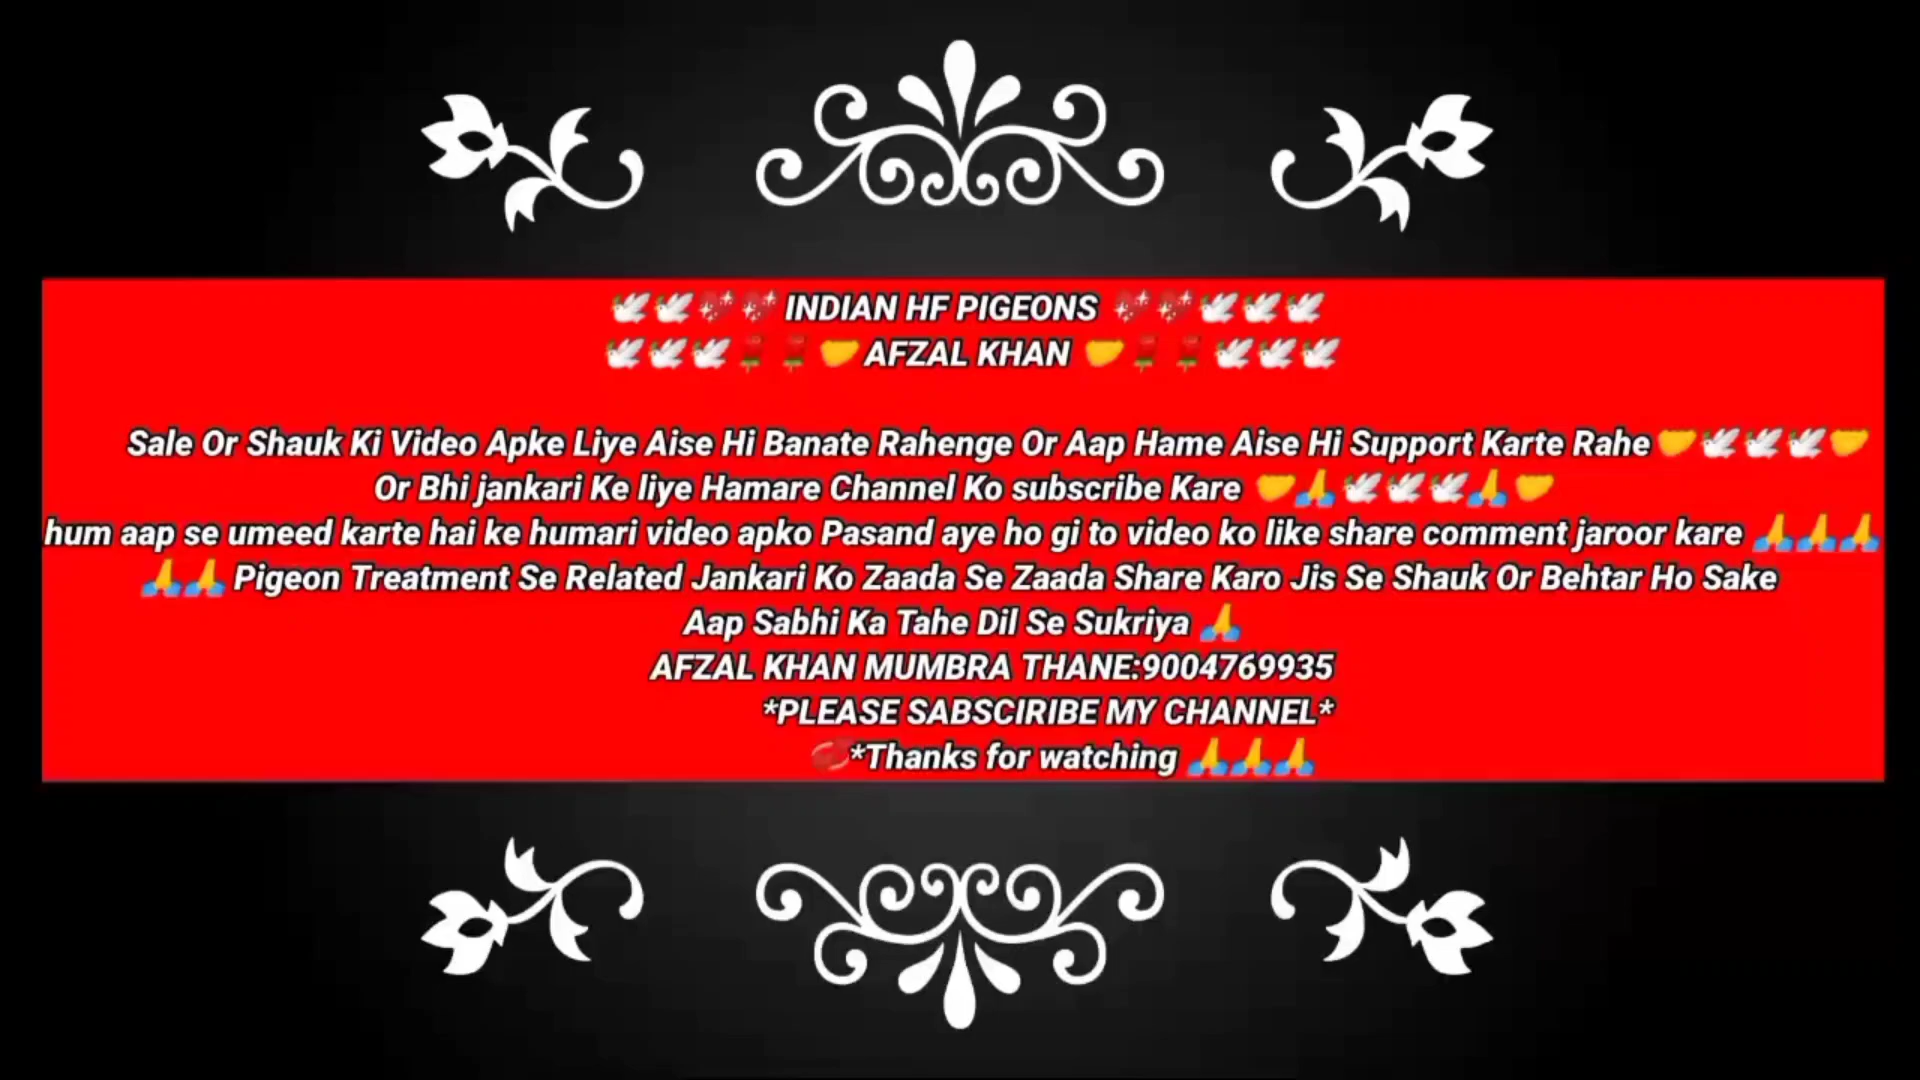 🕊️🕊️💖💖 INDIAN HF PIGEONS 💖💖🕊️🕊️🕊️
🕊️🕊️🕊️🌹🌹🤝AFZAL KHAN 🤝🌹🌹🕊️🕊️🕊️
Sale Or Shauk Ki Video Apke Liye Aise Hi Banate Rahenge Or Aap Hame Aise Hi Support Karte Rahe🤝🕊️🕊️🕊️🤝
Or Bhi jankari Ke liye Hamare Channel Ko subscribe Kare 🤝🙏🕊️🕊️🕊️🙏🤝
hum aap se umeed karte hai ke humari video apko Pasand aye ho gi to video ko like share comment jaroor kare 🙏🙏🙏
🙏🙏 Pigeon Treatment Se Related Jankari Ko Zaada Se Zaada Share Karo Jis Se Shauk Or Behtar Ho Sake
Aap Sabhi Ka Tahe Dil Se Sukriya 🙏
AFZAL KHAN MUMBRA THANE:9004769935
*PLEASE SABSCIRIBE MY CHANNEL*
💞*Thanks for watching 🙏🙏🙏